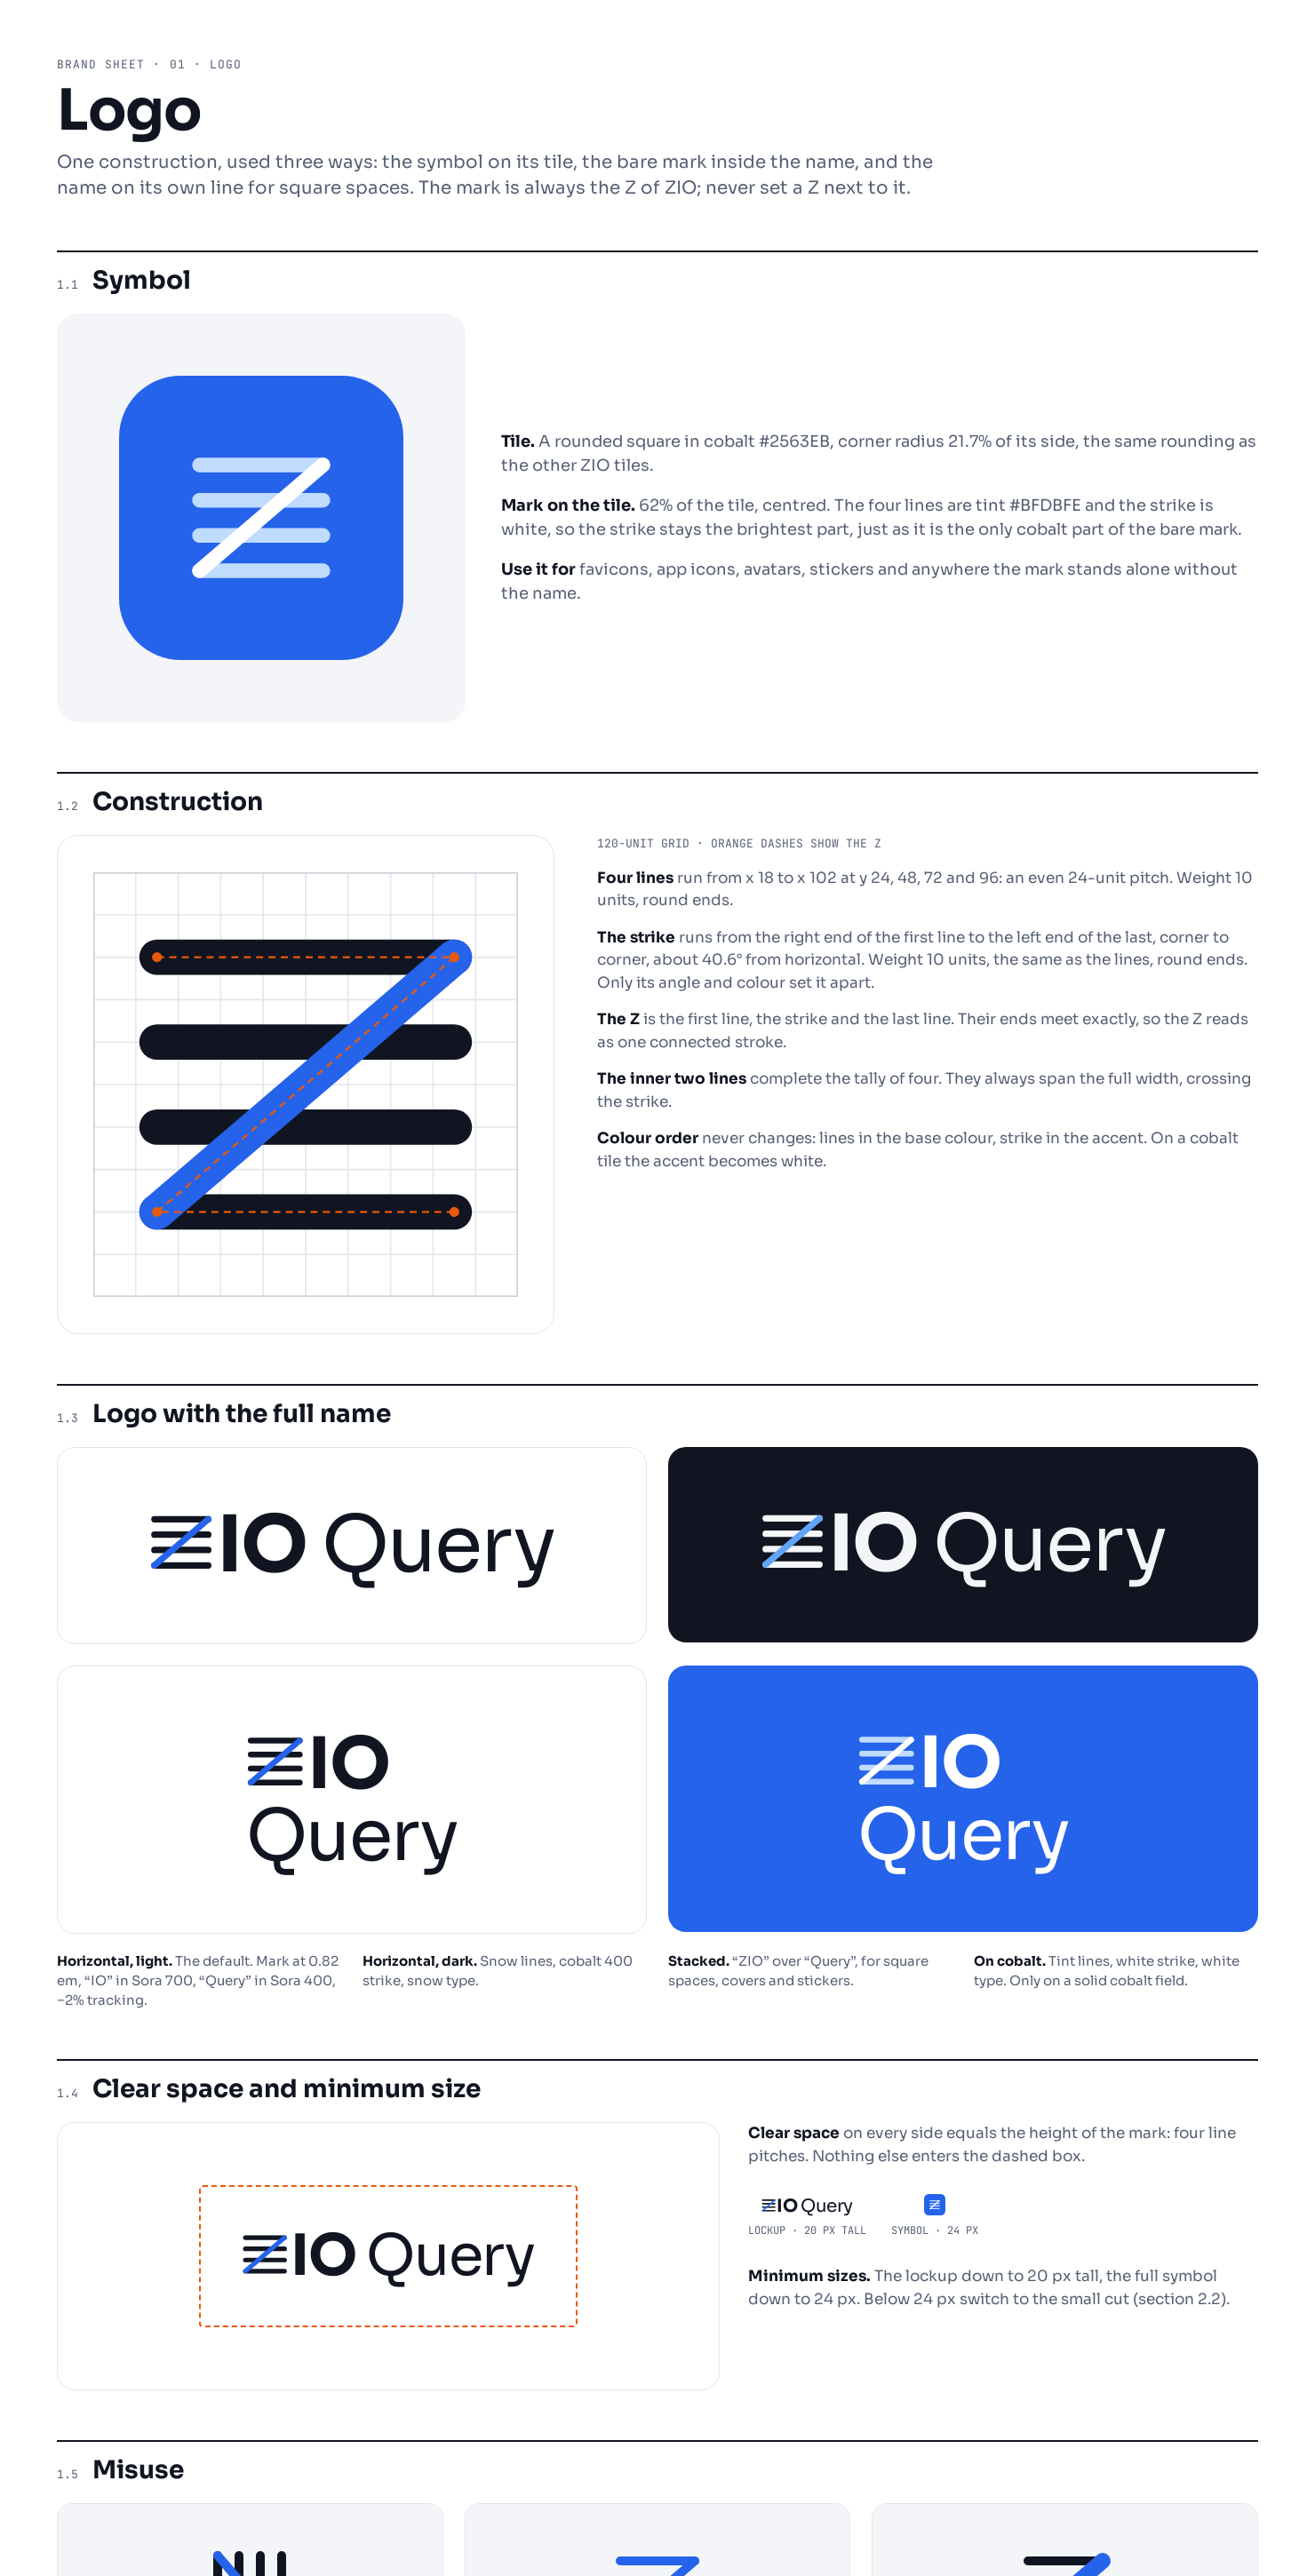 BRAND SHEET · 01 · LOGO
Logo
One construction, used three ways: the symbol on its tile, the bare mark inside the name, and the
name on its own line for square spaces. The mark is always the Z of ZIO; never set a Z next to it.
1.1 Symbol
Tile. A rounded square in cobalt #2563EB, corner radius 21.7% of its side, the same rounding as
the other ZIO tiles.
Mark on the tile. 62% of the tile, centred. The four lines are tint #BFDBFE and the strike is
white, so the strike stays the brightest part, just as it is the only cobalt part of the bare mark.
Use it for favicons, app icons, avatars, stickers and anywhere the mark stands alone without
the name.
1.2 Construction
120-UNIT GRID · ORANGE DASHES SHOW THE Z
Four lines run from x 18 to x 102 at y 24, 48, 72 and 96: an even 24-unit pitch. Weight 10
units, round ends.
The strike runs from the right end of the first line to the left end of the last, corner to
corner, about 40.6° from horizontal. Weight 10 units, the same as the lines, round ends.
Only its angle and colour set it apart.
The Z is the first line, the strike and the last line. Their ends meet exactly, so the Z reads
as one connected stroke.
The inner two lines complete the tally of four. They always span the full width, crossing
the strike.
Colour order never changes: lines in the base colour, strike in the accent. On a cobalt
tile the accent becomes white.
1.3 Logo with the full name
ZIO Query
ZIO Query
ZIO
Query
ZIO
Query
Horizontal, light. The default. Mark at 0.82
em, “IO” in Sora 700, “Query” in Sora 400,
−2% tracking.
Horizontal, dark. Snow lines, cobalt 400
strike, snow type.
Stacked. “ZIO” over “Query”, for square
spaces, covers and stickers.
On cobalt. Tint lines, white strike, white
type. Only on a solid cobalt field.
1.4 Clear space and minimum size
ZIO Query
Clear space on every side equals the height of the mark: four line
pitches. Nothing else enters the dashed box.
ZIO Query
LOCKUP · 20 PX TALL
SYMBOL · 24 PX
Minimum sizes. The lockup down to 20 px tall, the full symbol
down to 24 px. Below 24 px switch to the small cut (section 2.2).
1.5 Misuse